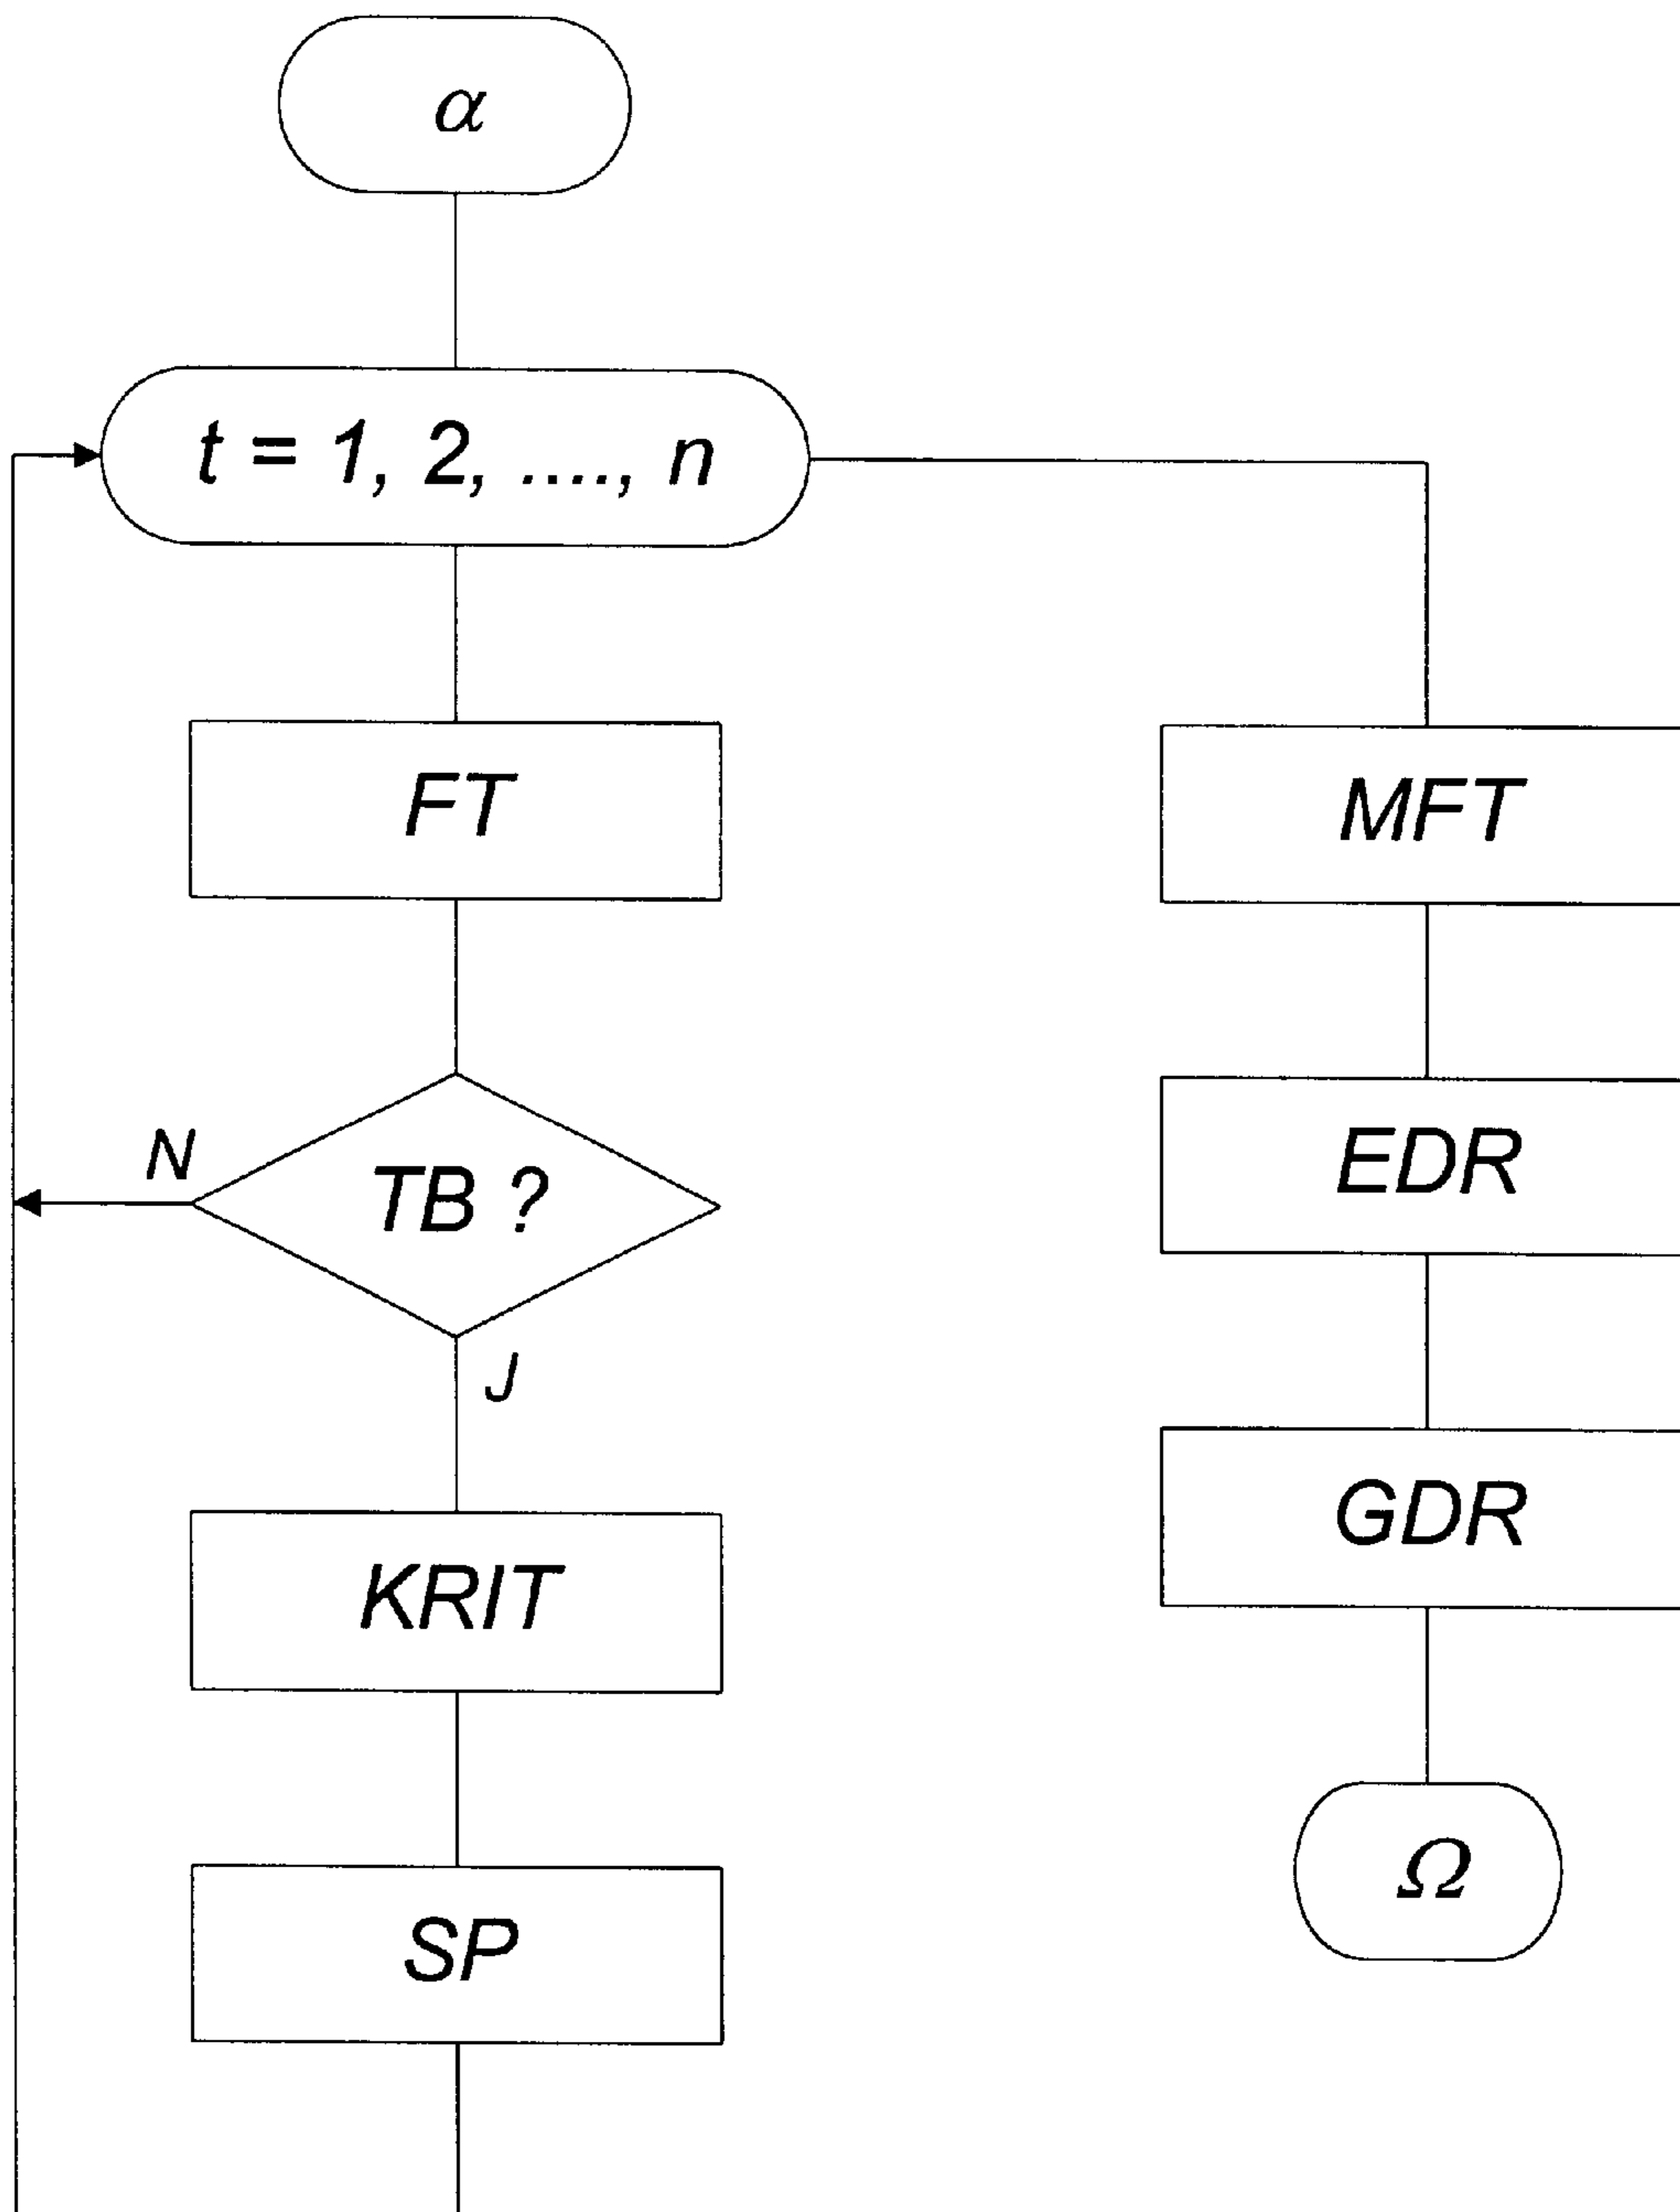 α
t = 1, 2, ...., n
FT
TB ?
N
J
KRIT
SP
MFT
EDR
GDR
Ω